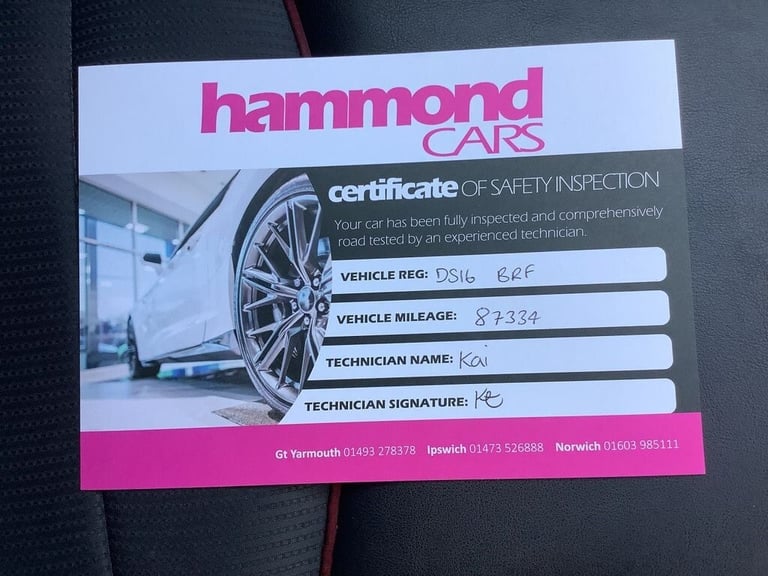 hammond
CARS
certificate OF SAFETY INSPECTION
Your car has been fully inspected and comprehensively
road tested by an experienced technician.
VEHICLE REG: DS16 BRF
VEHICLE MILEAGE: 87334
TECHNICIAN NAME: Kai
TECHNICIAN SIGNATURE:
Gt Yarmouth 01493 278378 Ipswich 01473 526888 Norwich 01603 985111